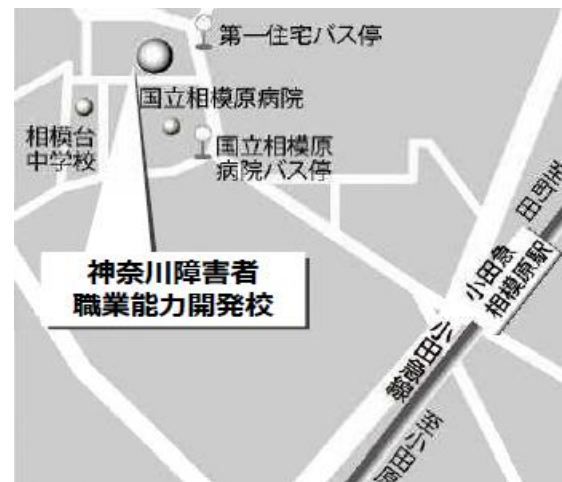 第一住宅バス停
国立相模原病院
相模台
中学校
国立相模原
病院バス停
神奈川障害者
職業能力開発校
至町田
小田急
相模原駅
小田急線
至小田原